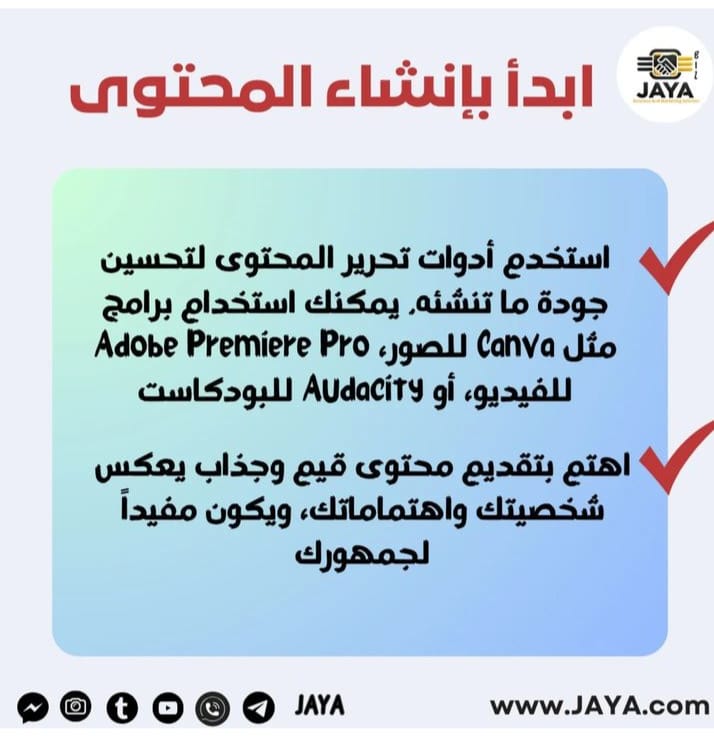 ابدأ بإنشاء المحتوى
JAYA
استخدم أدوات تحرير المحتوى لتحسين
جودة ما تنشئه. يمكنك استخدام برامج
مثل Canva للصور، Adobe Premiere Pro
للفيديو، أو Audacity للبودكاست
اهتم بتقديم محتوى قيم وجذاب يعكس
شخصيتك واهتماماتك، ويكون مفيداً
لجمهورك
JAYA
www.JAYA.com